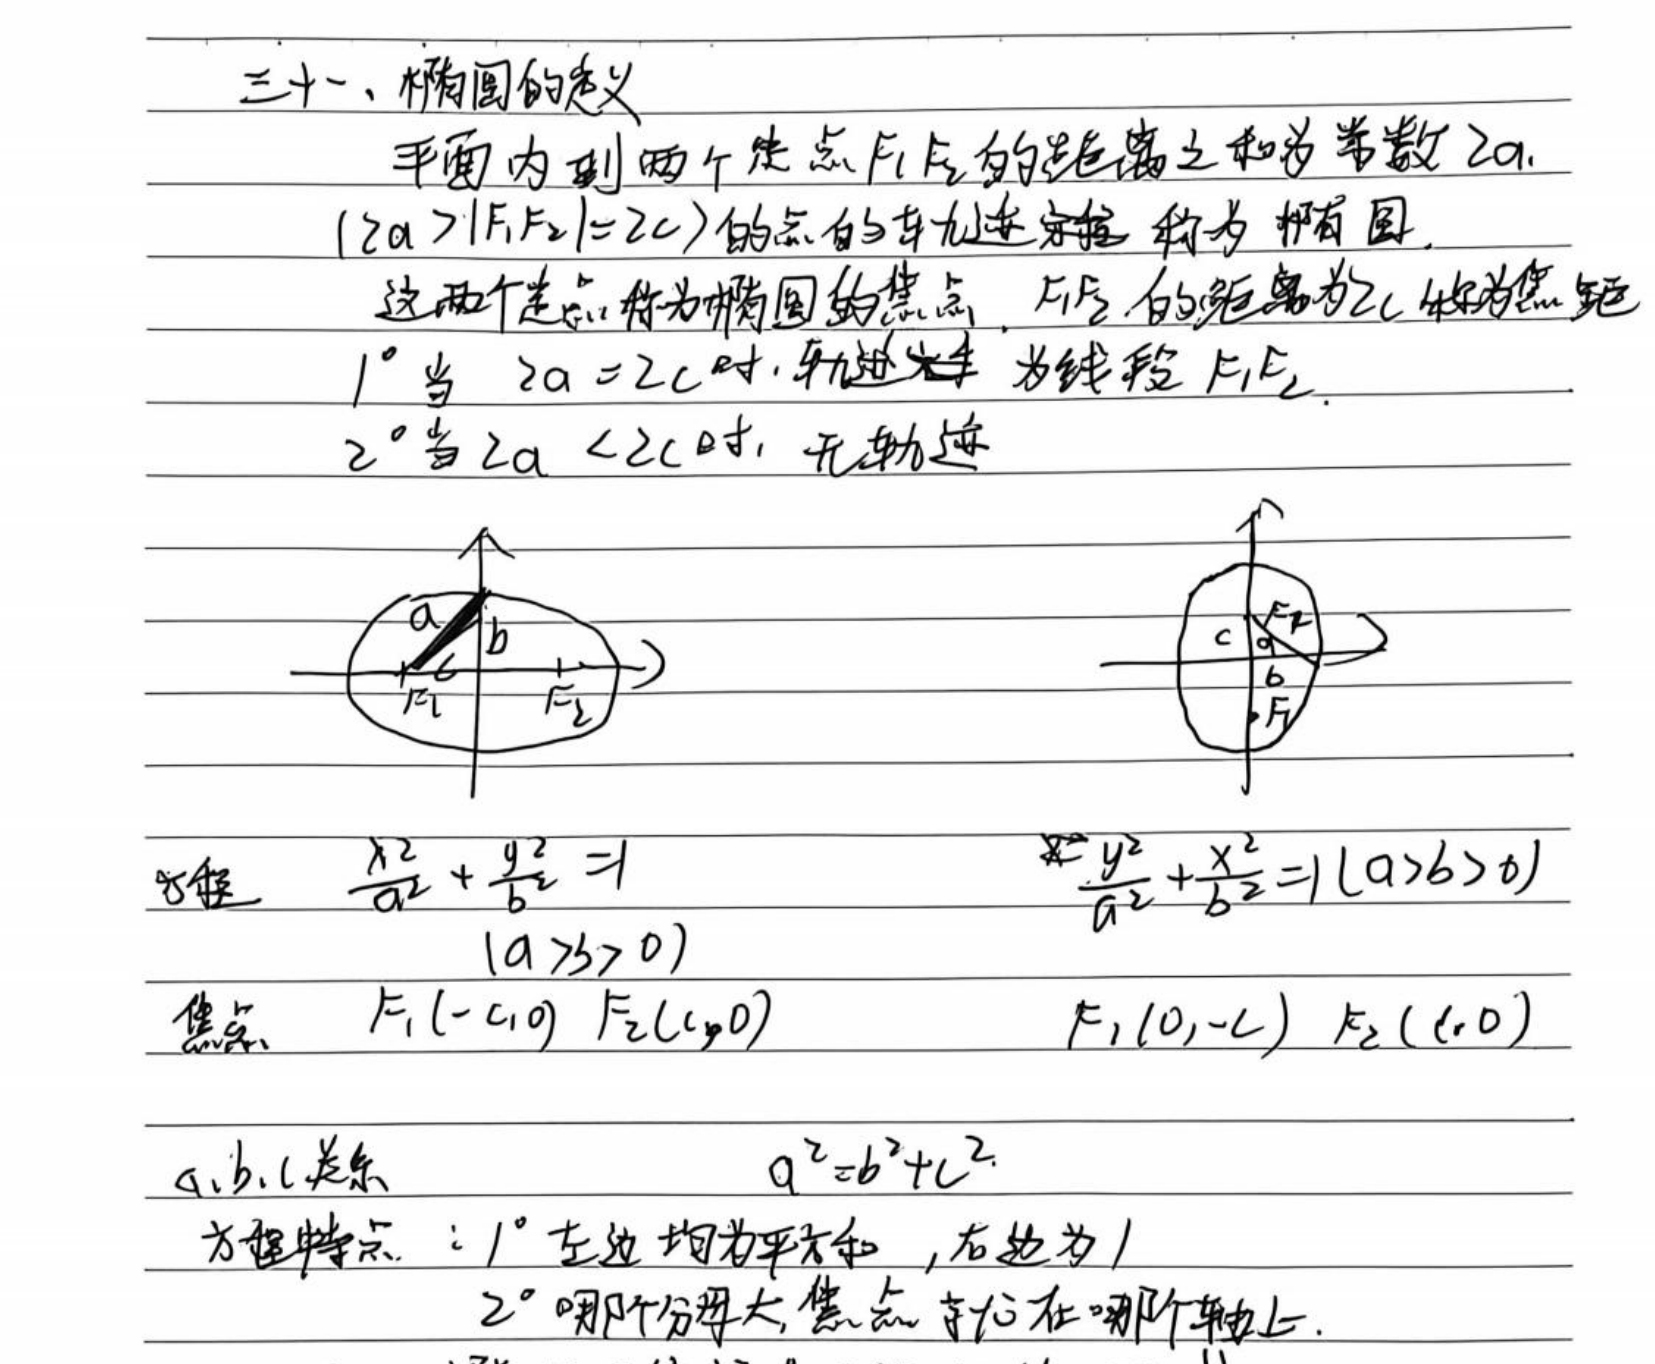 三十一、椭圆的定义
平面内到两个定点F₁F₂的距离之和为常数2a.
(2a>|F₁F₂|=2c)的点的轨迹 称为 椭圆.
这两个定点称为椭圆的焦点. F₁F₂的距离为2c称为焦距
1° 当 2a=2c时,轨迹 为线段 F₁F₂.
2° 当2a <2c时, 无轨迹
a b c F₁ F₂
c F₂ a b F₁
方程 x²/a² + y²/b² =1 y²/a² + x²/b² =1 (a>b>0)
(a>b>0)
焦点 F₁(-c,0) F₂(c,0) F₁(0,-c) F₂(c,0)
a,b,c关系 a²=b²+c².
方程特点:1° 左边均为平方和,右边为1
2° 哪个分母大,焦点就在哪个轴上.